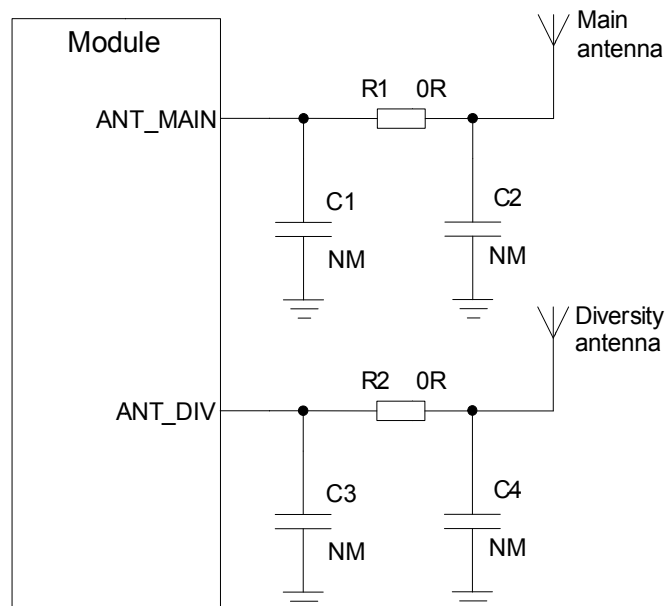 Module
Main
antenna
R1 0R
ANT_MAIN
C1
C2
NM
NM
Diversity
antenna
R2 0R
ANT_DIV
C3
C4
NM
NM